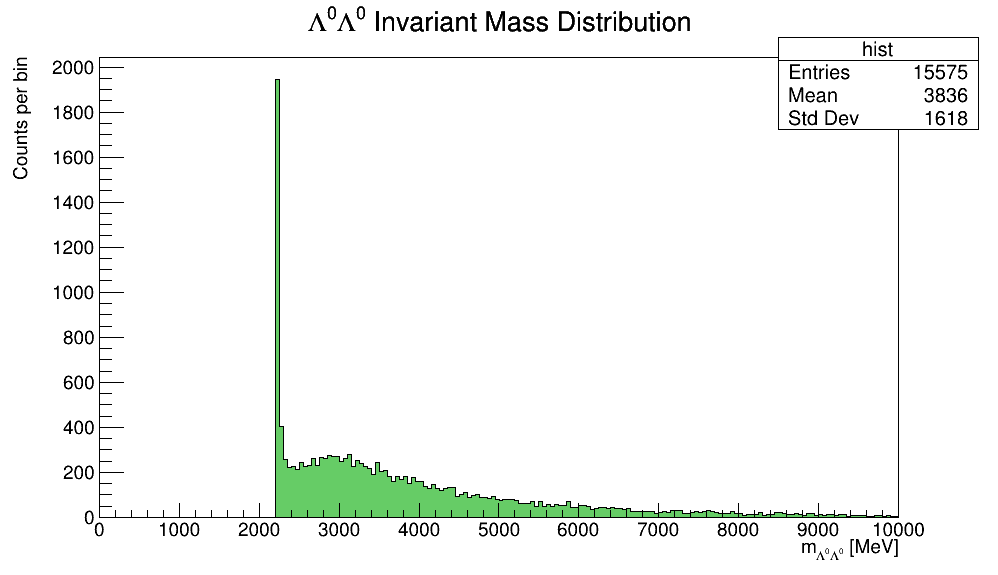 Λ⁰Λ⁰ Invariant Mass Distribution
hist
Entries 15575
Mean 3836
Std Dev 1618
Counts per bin
2000
1800
1600
1400
1200
1000
800
600
400
200
0
0 1000 2000 3000 4000 5000 6000 7000 8000 9000 10000
m_Λ⁰Λ⁰ [MeV]